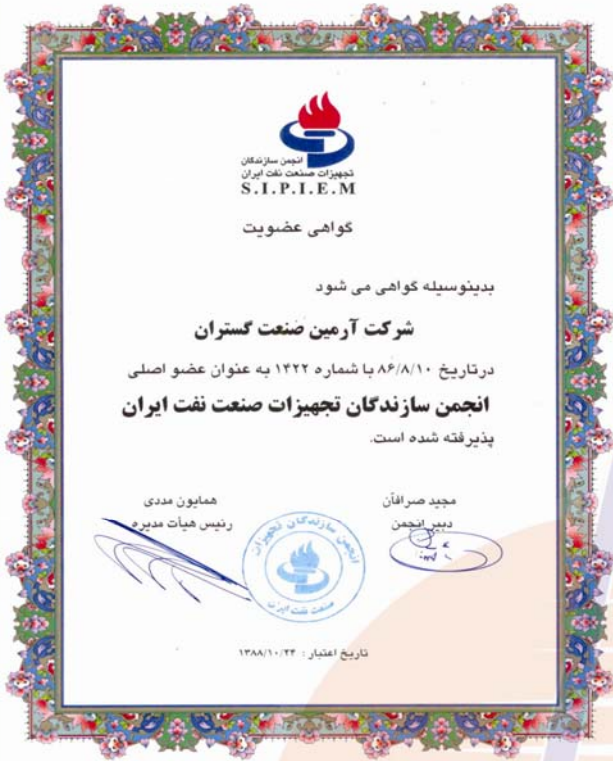 انجمن سازندگان
تجهیزات صنعت نفت ایران
S.I.P.I.E.M
گواهی عضویت
بدینوسیله گواهی می شود
شرکت آرمین صنعت گستران
درتاریخ ۸۶/۸/۱۰ با شماره ۱۴۲۲ به عنوان عضو اصلی
انجمن سازندگان تجهیزات صنعت نفت ایران
پذیرفته شده است.
مجید صرافان
دبیر انجمن
همایون مددی
رئیس هیأت مدیره
انجمن سازندگان تجهیزات
صنعت نفت ایران
تاریخ اعتبار : ۱۳۸۸/۱۰/۲۴